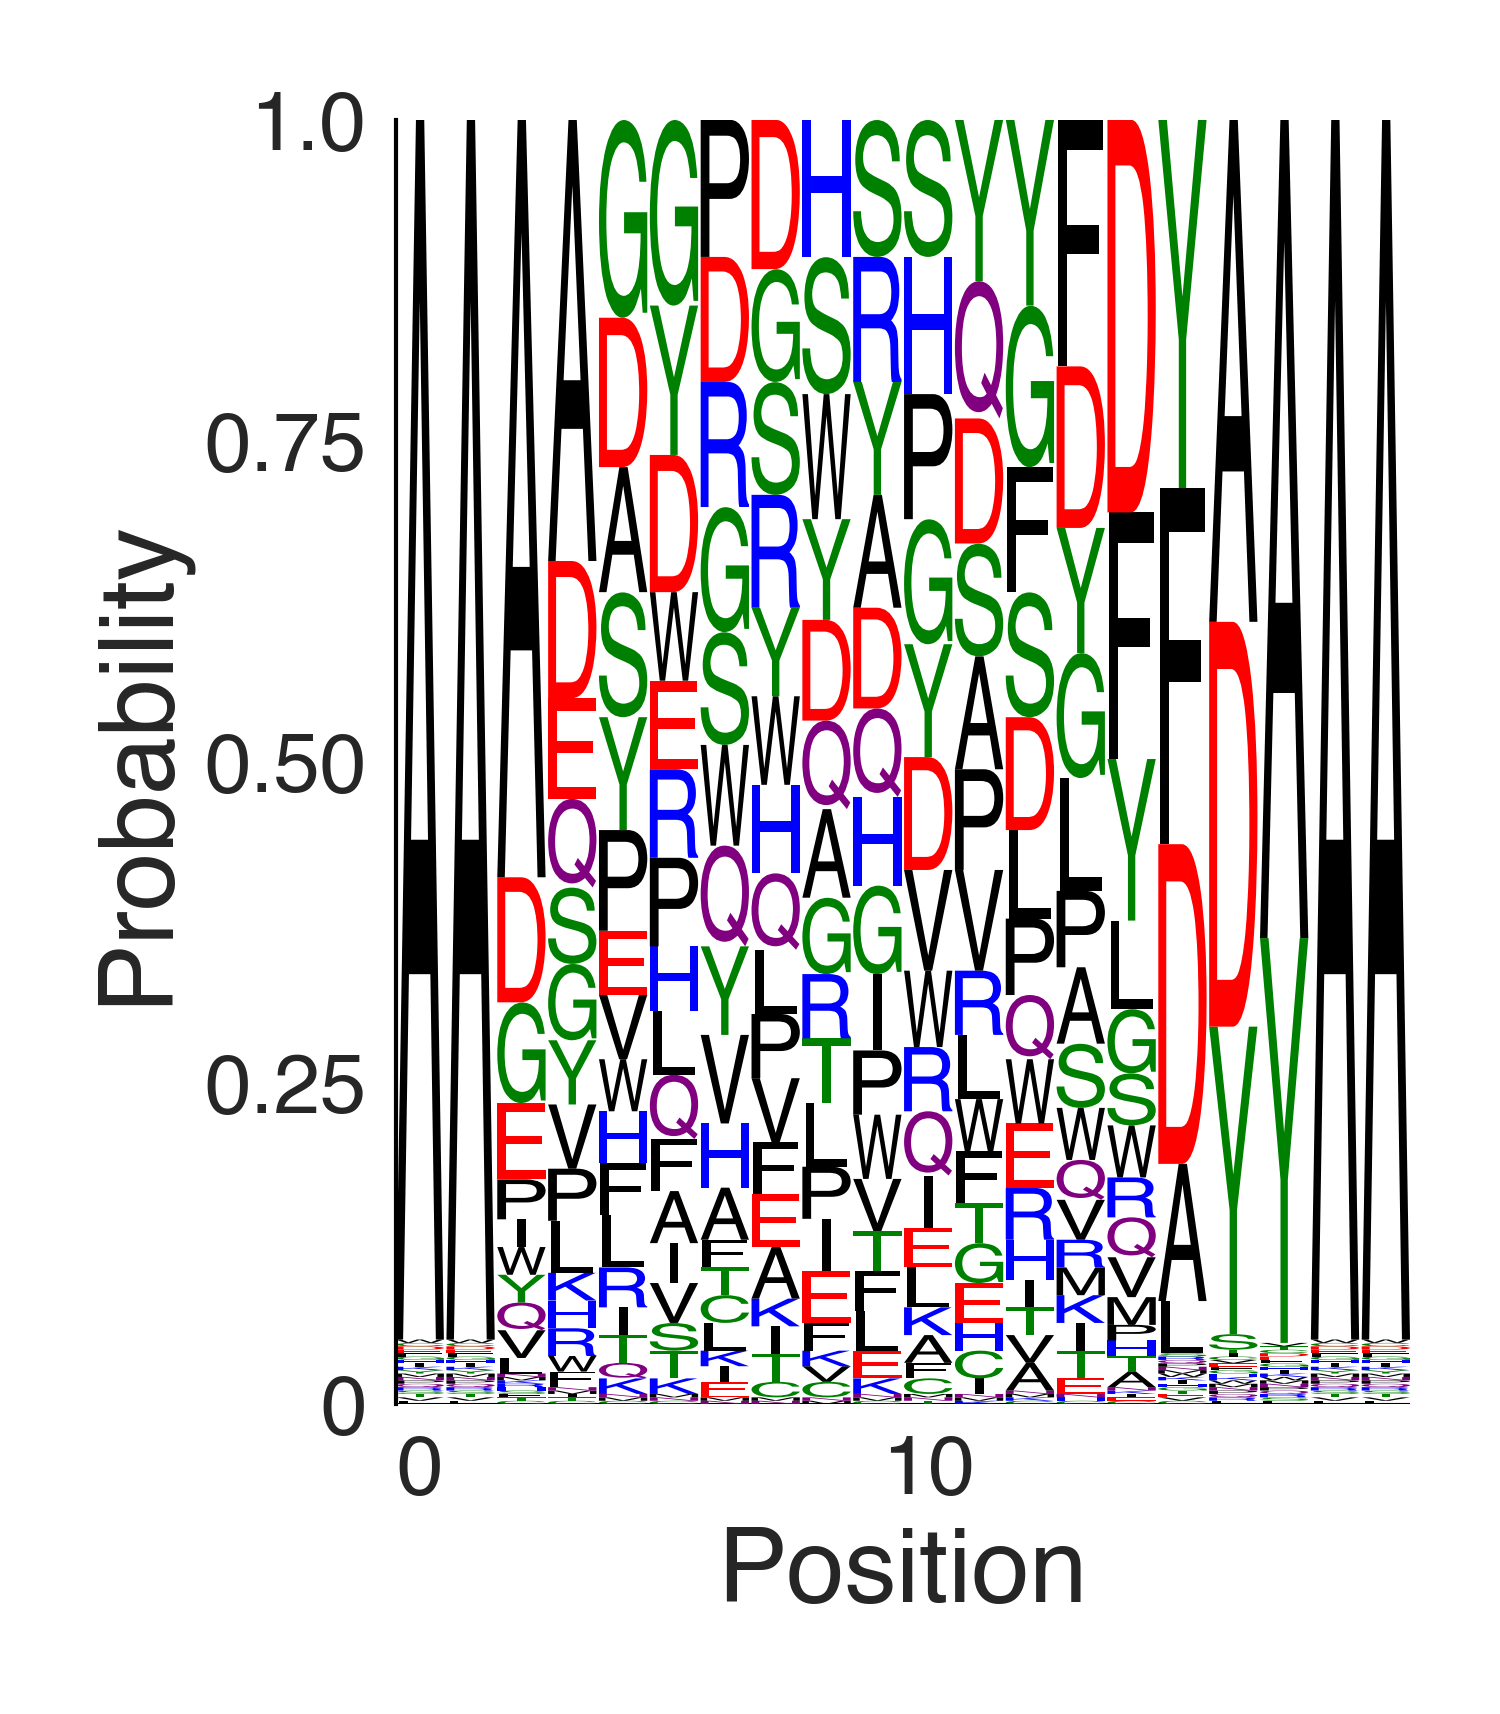 1.0
0.75
0.50
0.25
0
Probability
0
10
Position
A
A
A D G E P I W Y Q V L
A D E Q S G Y V P L K H R W F
G D A S Y P E V W H F L R I T Q K
G Y D W E R P H L Q F A I V S T K
P D R G S W Q Y V H A F T C L K I E
D G S R Y W H Q L P V F E A K I T C
H S W Y D Q A G R T L P I E F K V C
S R Y A D Q H G I P W V T F L E K
S H P G Y D V W R Q I E L K A F C
Y Q D S A P V R L W F T G E H C I
Y G F S D L P Q W E R H I T V A
F D Y G L P A S W Q V R M K I T E
D F Y L G S W R Q V M P H T A
Y F D A L
A D Y S
A Y
A
A